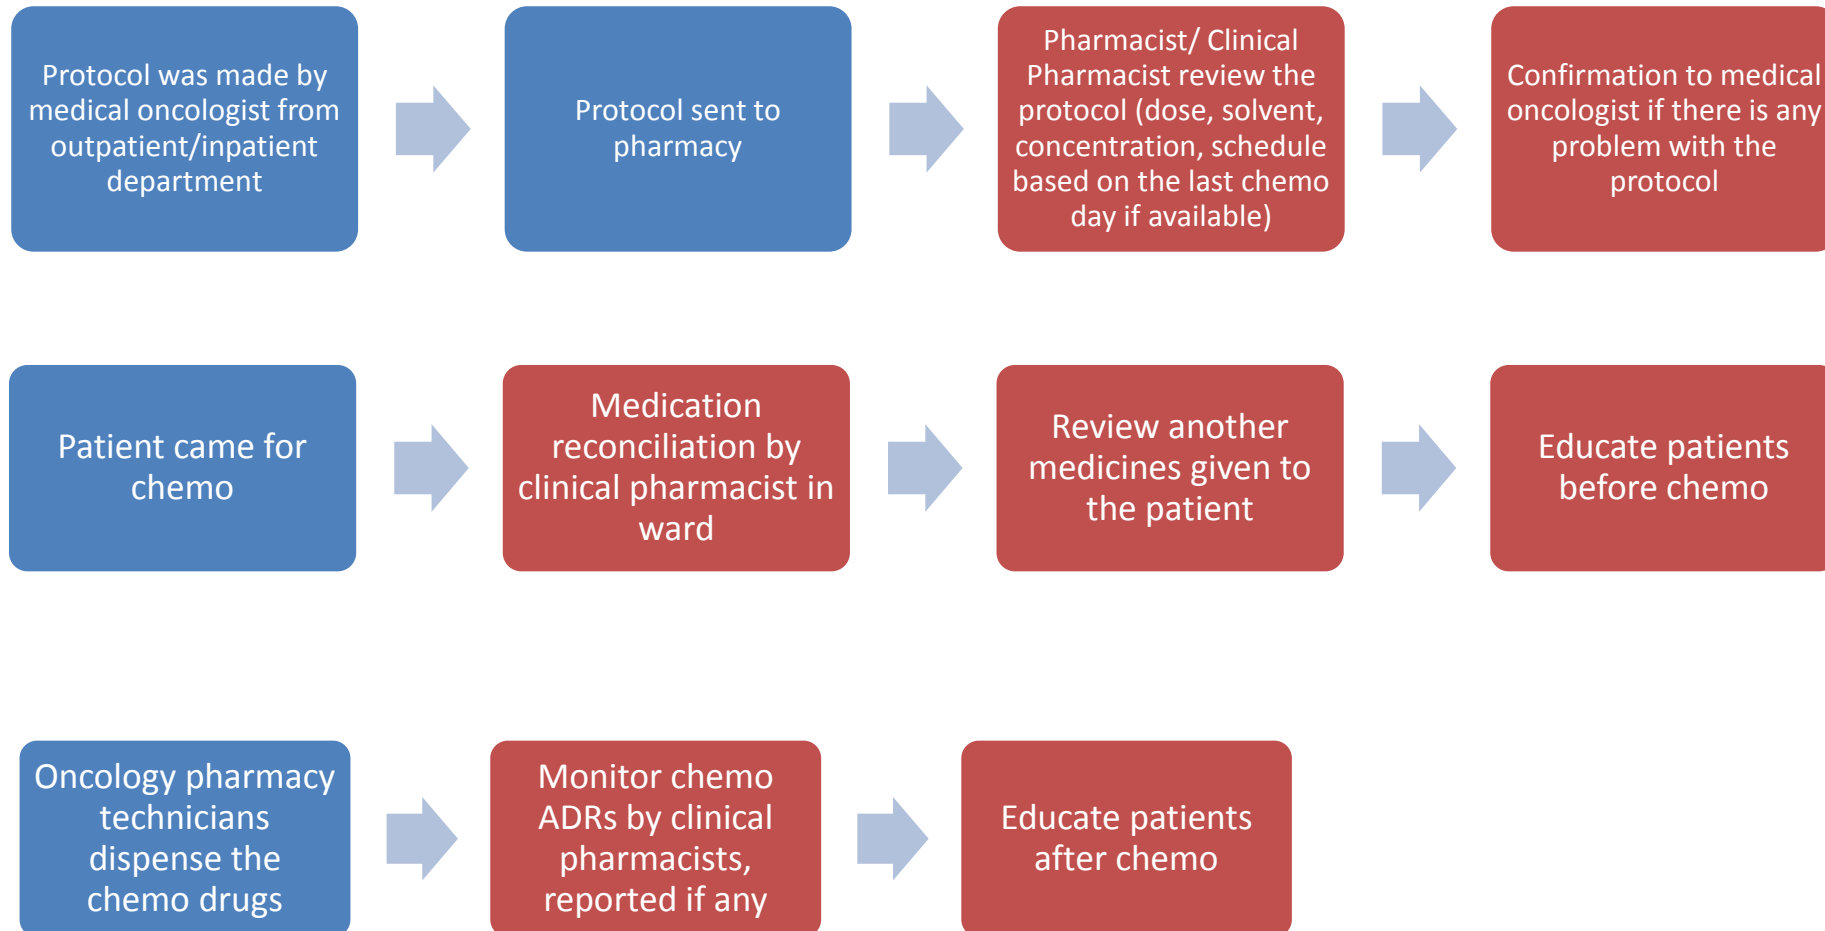 Protocol was made by
medical oncologist from
outpatient/inpatient
department
Protocol sent to
pharmacy
Pharmacist/ Clinical
Pharmacist review the
protocol (dose, solvent,
concentration, schedule
based on the last chemo
day if available)
Confirmation to medical
oncologist if there is any
problem with the
protocol
Patient came for
chemo
Medication
reconciliation by
clinical pharmacist in
ward
Review another
medicines given to
the patient
Educate patients
before chemo
Oncology pharmacy
technicians
dispense the
chemo drugs
Monitor chemo
ADRs by clinical
pharmacists,
reported if any
Educate patients
after chemo